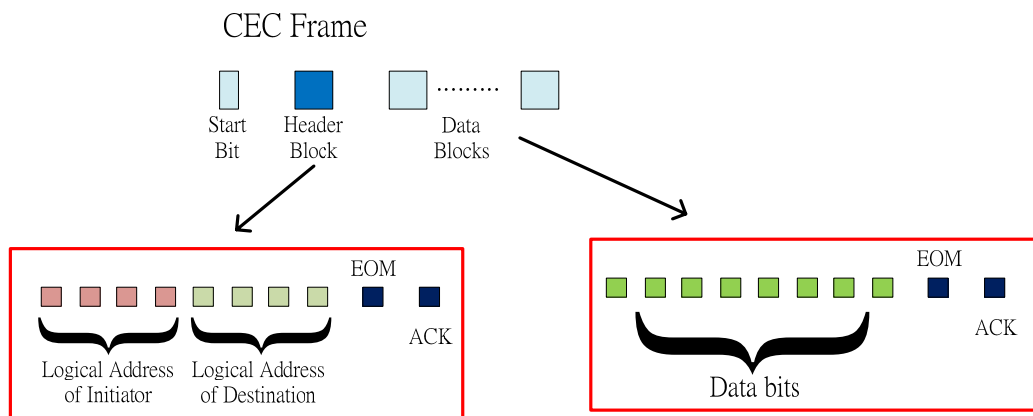 CEC Frame
Start
Bit
Header
Block
Data
Blocks
EOM
ACK
Logical Address
of Initiator
Logical Address
of Destination
EOM
ACK
Data bits